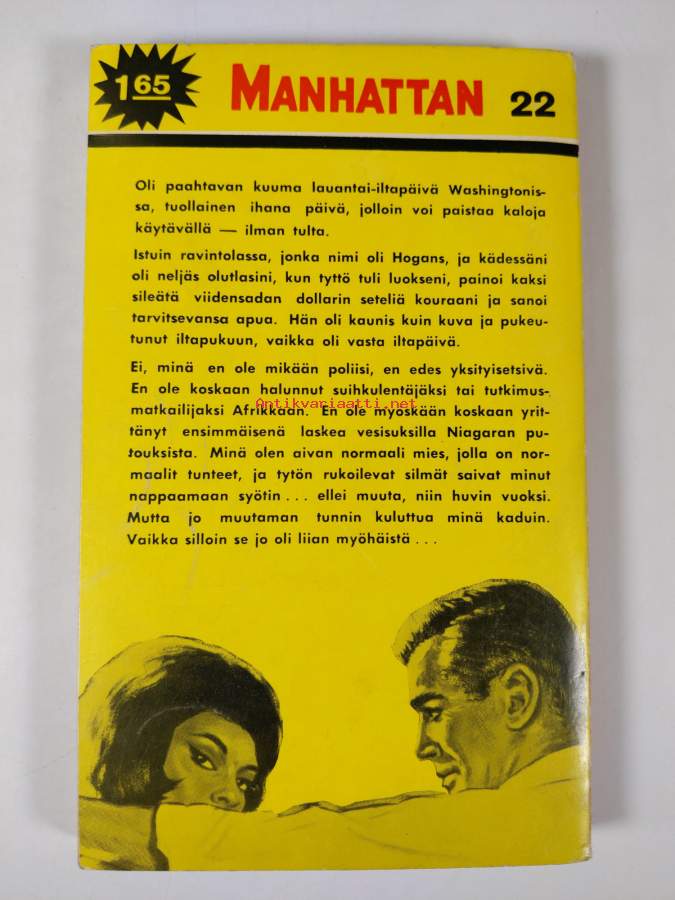 165 MANHATTAN 22
Oli paahtavan kuuma lauantai-iltapäivä Washingtonis-
sa, tuollainen ihana päivä, jolloin voi paistaa kaloja
käytävällä — ilman tulta.
Istuin ravintolassa, jonka nimi oli Hogans, ja kädessäni
oli neljäs olutlasini, kun tyttö tuli luokseni, painoi kaksi
sileätä viidensadan dollarin seteliä kouraani ja sanoi
tarvitsevansa apua. Hän oli kaunis kuin kuva ja pukeu-
tunut iltapukuun, vaikka oli vasta iltapäivä.
Ei, minä en ole mikään poliisi, en edes yksityisetsivä.
En ole koskaan halunnut suihkulentäjäksi tai tutkimus-
matkailijaksi Afrikkaan. En ole myöskään koskaan yrit-
Antikvariaatti.net
tänyt ensimmäisenä laskea vesisuksilla Niagaran pu-
touksista. Minä olen aivan normaali mies, jolla on nor-
maalit tunteet, ja tytön rukoilevat silmät saivat minut
nappaamaan syötin ... ellei muuta, niin huvin vuoksi.
Mutta jo muutaman tunnin kuluttua minä kaduin.
Vaikka silloin se jo oli liian myöhäistä ...